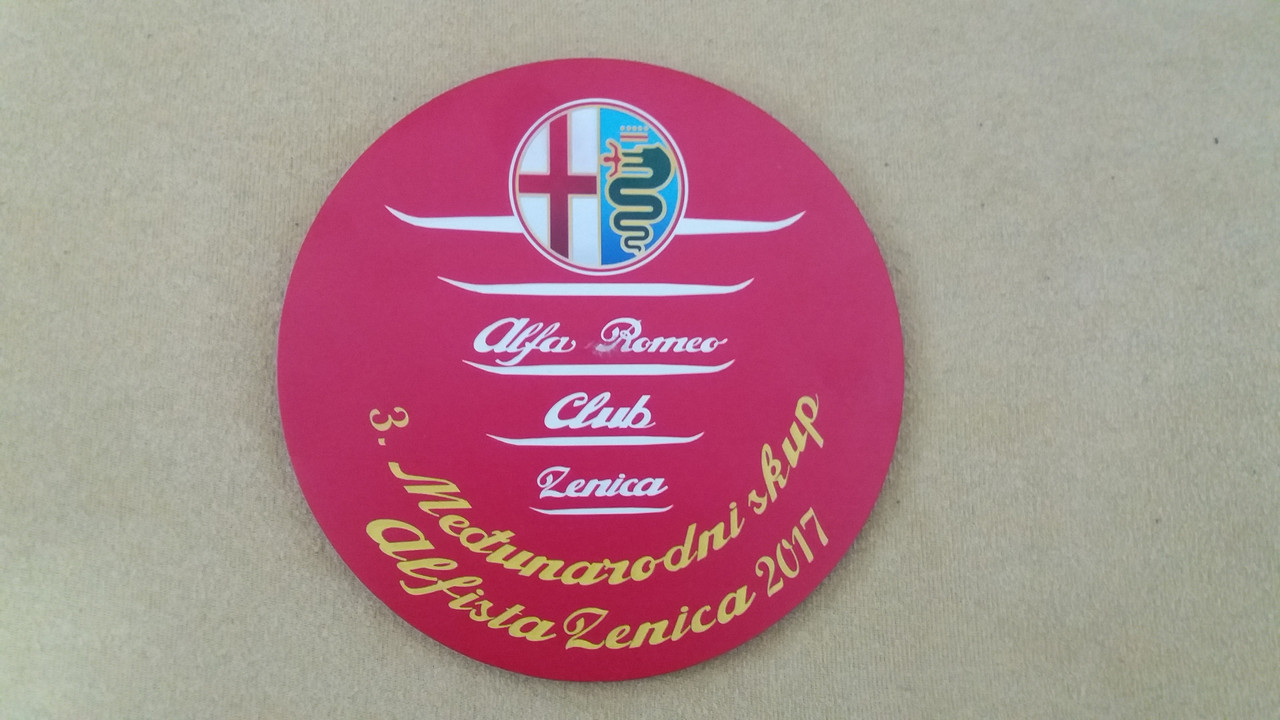 Alfa Romeo
Club
Zenica
3. Međunarodni skup
Alfista Zenica 2017